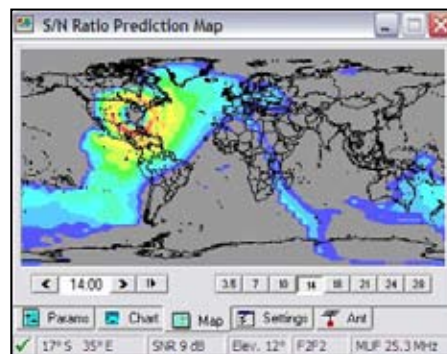 S/N Ratio Prediction Map
14.00 3.5 7 10 14 18 21 24 28
Params Chart Map Settings Ant
17° S 35° E SNR 9 dB Elev. 12° F2F2 MUF 25.3 MHz